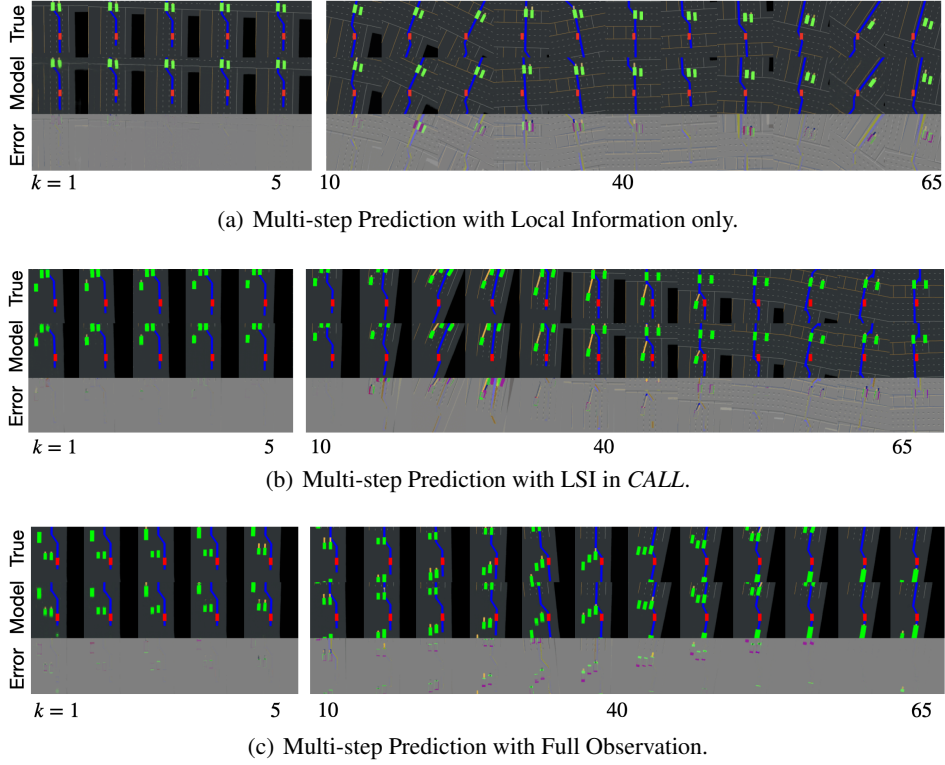 True
Model
Error
k = 1
5
10
40
65
(a) Multi-step Prediction with Local Information only.
True
Model
Error
k = 1
5
10
40
65
(b) Multi-step Prediction with LSI in CALL.
True
Model
Error
k = 1
5
10
40
65
(c) Multi-step Prediction with Full Observation.